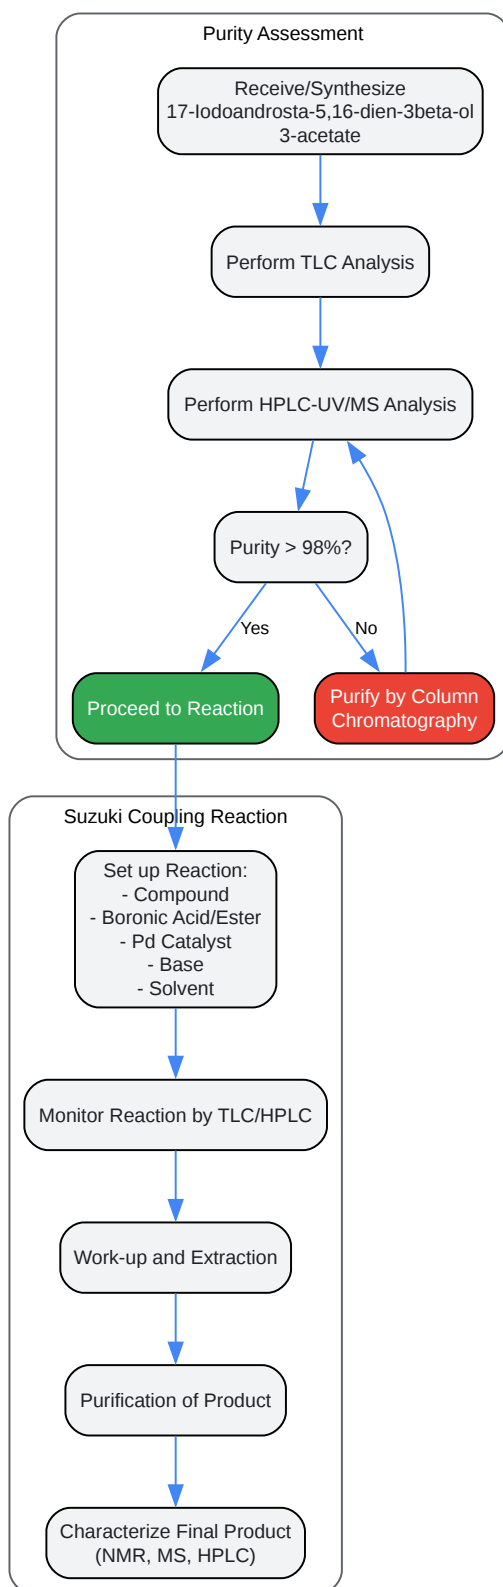 Purity Assessment
Receive/Synthesize
17-Iodoandrosta-5,16-dien-3beta-ol
3-acetate
Perform TLC Analysis
Perform HPLC-UV/MS Analysis
Purity > 98%?
Yes
No
Proceed to Reaction
Purify by Column
Chromatography
Suzuki Coupling Reaction
Set up Reaction:
- Compound
- Boronic Acid/Ester
- Pd Catalyst
- Base
- Solvent
Monitor Reaction by TLC/HPLC
Work-up and Extraction
Purification of Product
Characterize Final Product
(NMR, MS, HPLC)